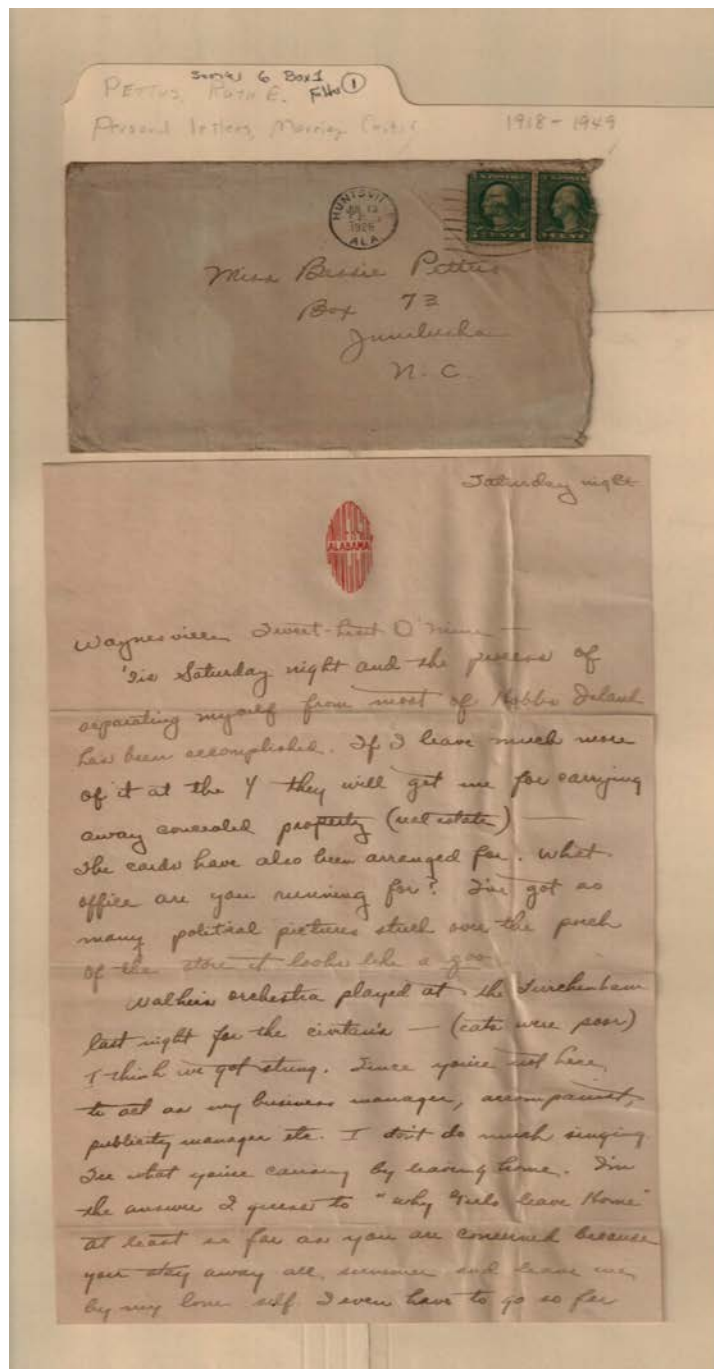 Series 6 Box 1
PETTUS, RUTH E. 1
Personal letters, Marriage 1918-1949
HUNTSVILLE
1926
ALA.
Miss Bessie Pettus
Box 73
Junaluska
N. C.
Saturday night
ALABAMA
Waynesville Sweet-heart O'mine —
'Tis Saturday night and the process of
separating myself from most of Hobbs Island
has been accomplished. If I leave much more
of it at the Y they will get me for carrying
away concealed property (real estate) —
The cards have also been arranged for. What
office are you running for? I've got so
many political pictures stuck over the porch
of the store it looks like a zoo
Walkers orchestra played at the
last night for the civitans — (eats were poor)
I think we got stung. Since you're not here
to act as my business manager, accompanist,
publicity manager etc. I don't do much singing
See what you're causing by leaving home. I'm
the answer I guess to "Why Girls leave Home"
at least so far as you are concerned because
you stay away all summer and leave me
by my lone self. I even have to go so far